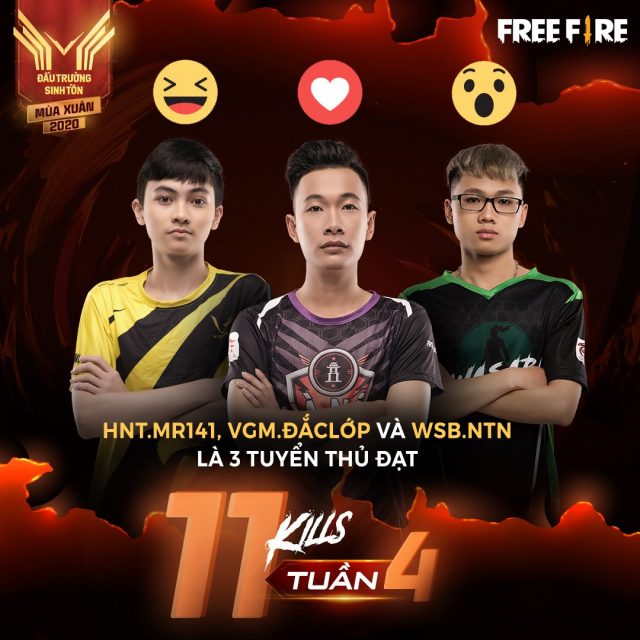 ĐẤU TRƯỜNG
SINH TỒN
MÙA XUÂN
2020
FREE FIRE
HNT.MR141, VGM.ĐẮCLỚP VÀ WSB.NTN
LÀ 3 TUYỂN THỦ ĐẠT
11 KILLS
TUẦN 4